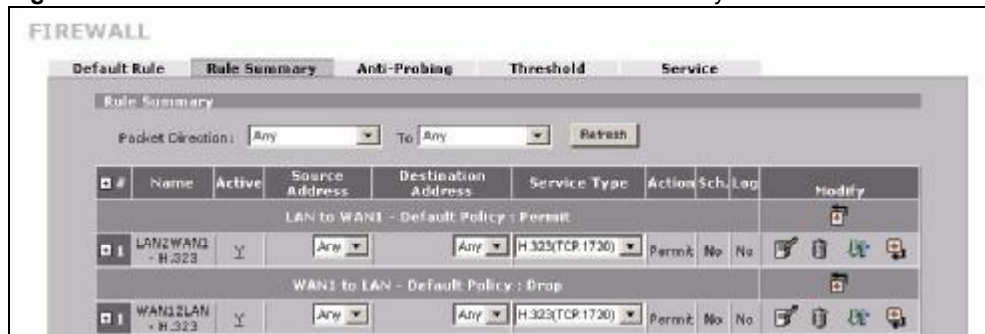 FIREWALL
Default Rule Rule Summary Anti-Probing Threshold Service
Rule Summary
Packet Direction: Any To Any Refresh
# Name Active Source Address Destination Address Service Type Action Sch. Log Modify
LAN to WAN1 - Default Policy : Permit
1 LAN2WAN1 - H.323 Y Any Any H.323(TCP:1720) Permit No No
WAN1 to LAN - Default Policy : Drop
1 WAN12LAN - H.323 Y Any Any H.323(TCP:1720) Permit No No